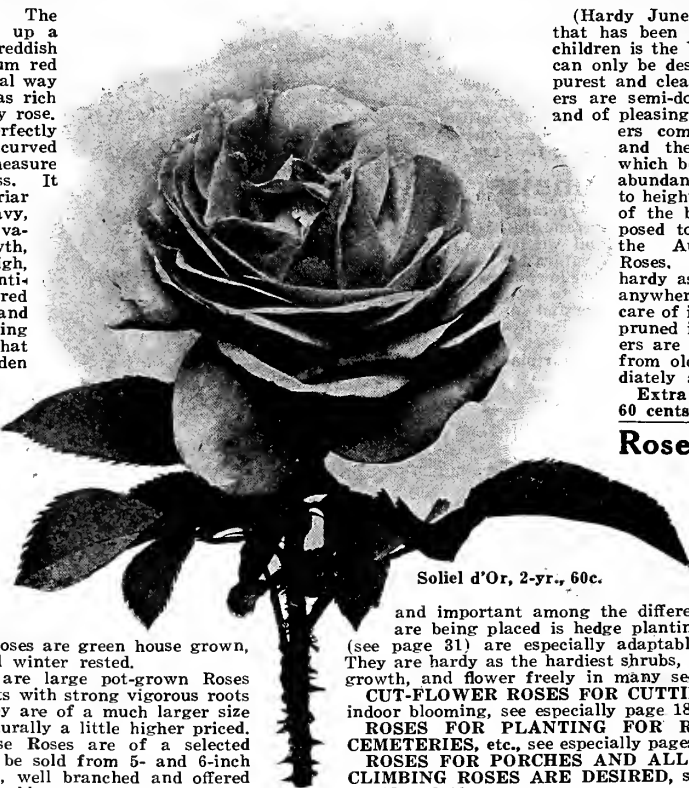 The
up a
reddish
um red
al way
as rich
y rose.
rfectly
curved
measure
ss. It
riar
avy,
va-
yth,
igh,
nti-
red
and
ing
hat
den
(Hardy June
that has been
children is the
can only be des
purest and clea
ers are semi-do
and of pleasing
ers com
and the
which b
abundan
to height
of the b
posed to
the Au
Roses.
hardy as
anywher
care of i
pruned i
ers are
from ol
diately a
Extra
60 cents
Rose
Soliel d'Or, 2-yr., 60c.
oses are green house grown,
l winter rested.
are large pot-grown Roses
ts with strong vigorous roots
y are of a much larger size
urally a little higher priced.
se Roses are of a selected
be sold from 5- and 6-inch
, well branched and offered
and important among the differe
are being placed is hedge plantin
(see page 31) are especially adaptabl
They are hardy as the hardiest shrubs,
growth, and flower freely in many se
CUT-FLOWER ROSES FOR CUTTI
indoor blooming, see especially page 18
ROSES FOR PLANTING FOR R
CEMETERIES, etc., see especially page
ROSES FOR PORCHES AND ALL
CLIMBING ROSES ARE DESIRED, s